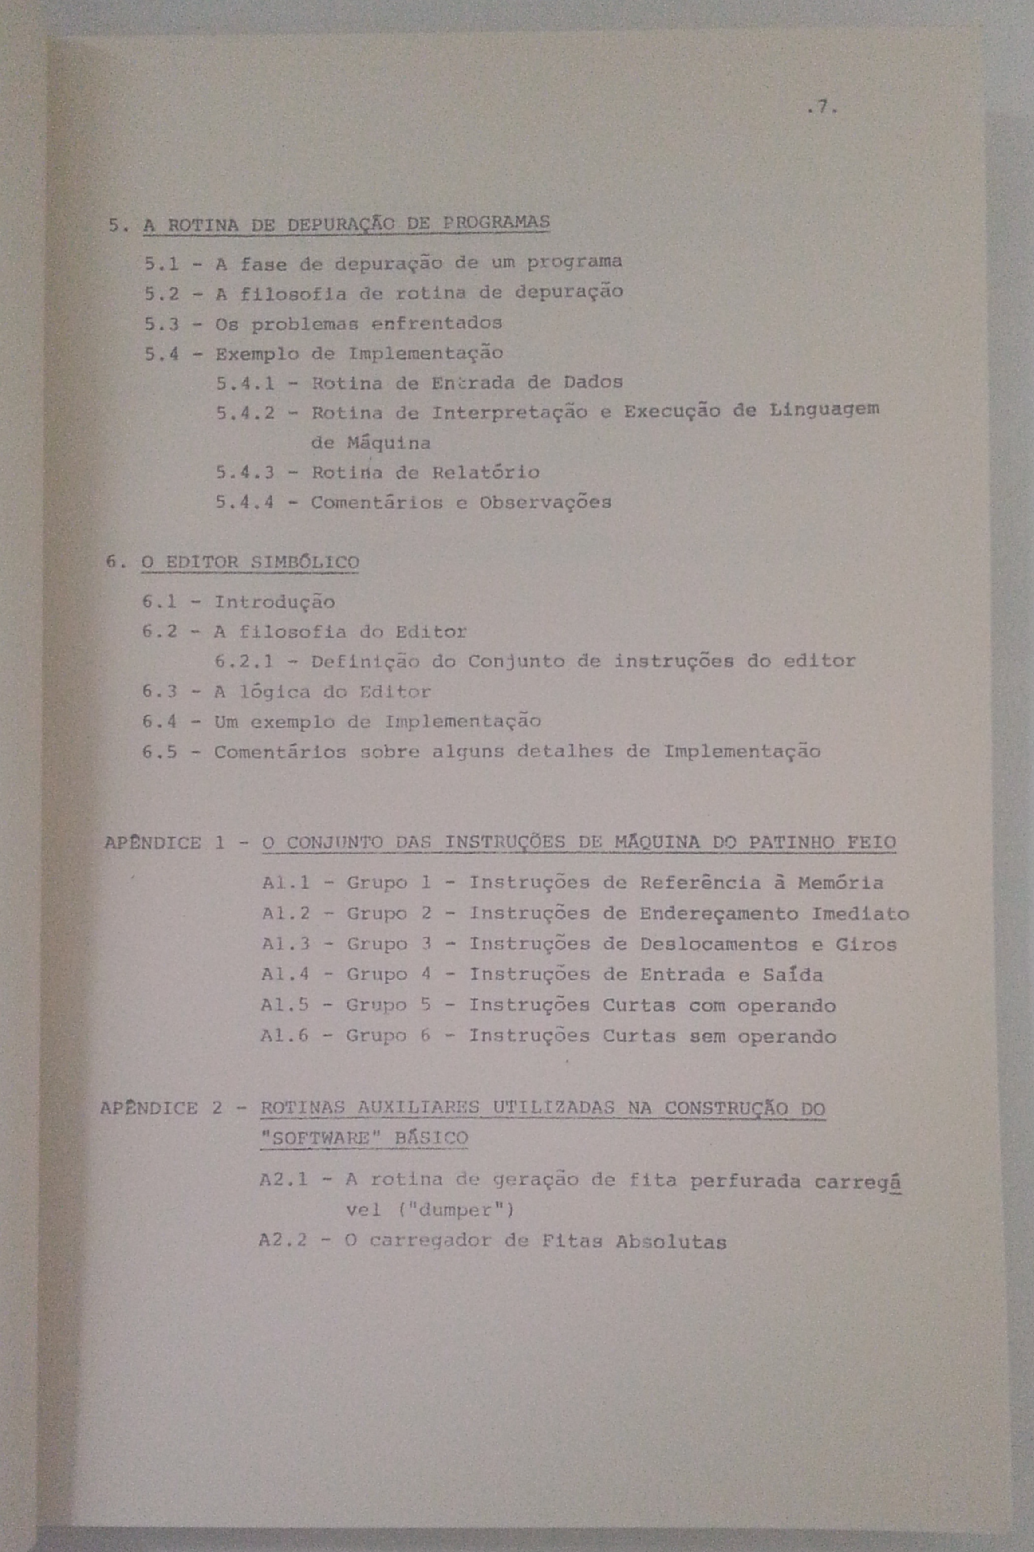 .7.
5. A ROTINA DE DEPURAÇÃO DE PROGRAMAS
5.1 - A fase de depuração de um programa
5.2 - A filosofia de rotina de depuração
5.3 - Os problemas enfrentados
5.4 - Exemplo de Implementação
5.4.1 - Rotina de Entrada de Dados
5.4.2 - Rotina de Interpretação e Execução de Linguagem
de Máquina
5.4.3 - Rotina de Relatório
5.4.4 - Comentários e Observações
6. O EDITOR SIMBÓLICO
6.1 - Introdução
6.2 - A filosofia do Editor
6.2.1 - Definição do Conjunto de instruções do editor
6.3 - A lógica do Editor
6.4 - Um exemplo de Implementação
6.5 - Comentários sobre alguns detalhes de Implementação
APÊNDICE 1 - O CONJUNTO DAS INSTRUÇÕES DE MÁQUINA DO PATINHO FEIO
A1.1 - Grupo 1 - Instruções de Referência à Memória
A1.2 - Grupo 2 - Instruções de Endereçamento Imediato
A1.3 - Grupo 3 - Instruções de Deslocamentos e Giros
A1.4 - Grupo 4 - Instruções de Entrada e Saída
A1.5 - Grupo 5 - Instruções Curtas com operando
A1.6 - Grupo 6 - Instruções Curtas sem operando
APÊNDICE 2 - ROTINAS AUXILIARES UTILIZADAS NA CONSTRUÇÃO DO
"SOFTWARE" BÁSICO
A2.1 - A rotina de geração de fita perfurada carregá
vel ("dumper")
A2.2 - O carregador de Fitas Absolutas